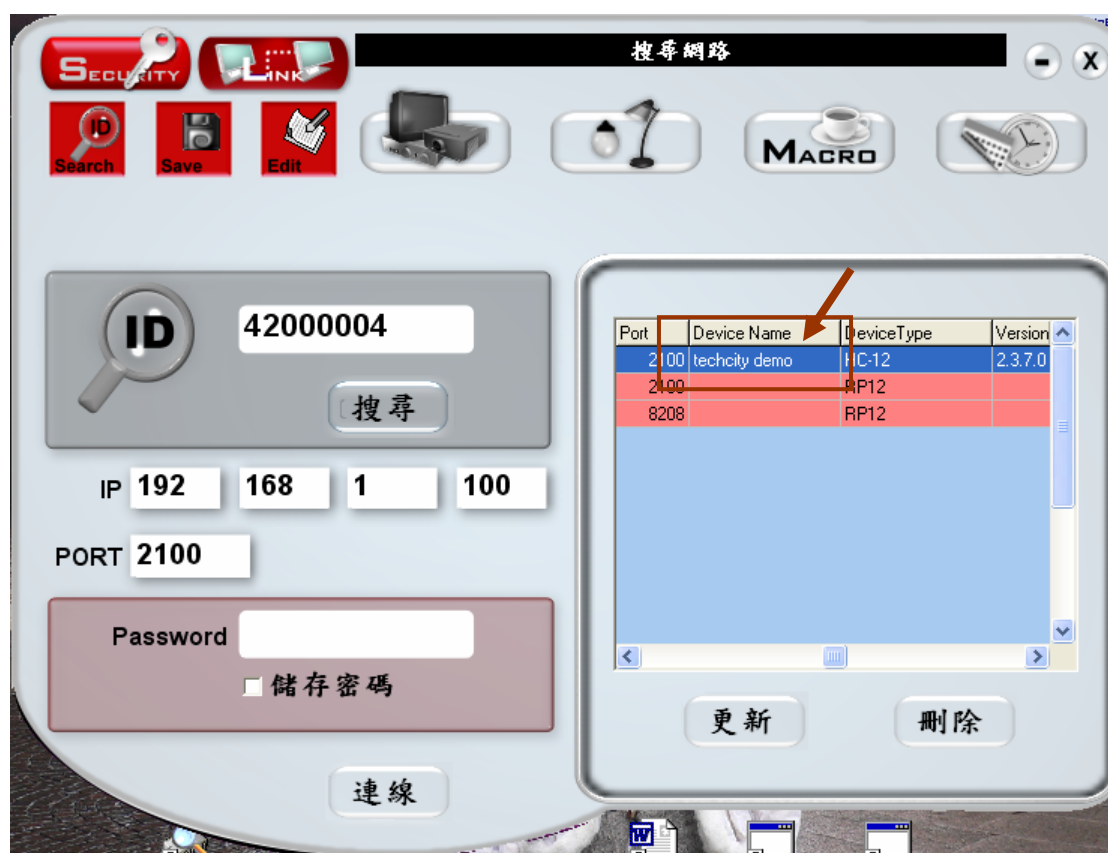 搜尋網路
SECURITY
LINK
- X
ID
Search
Save
Edit
MACRO
ID
42000004
搜尋
IP 192 168 1 100
PORT 2100
Password
儲存密碼
連線
Port Device Name DeviceType Version
2100 techcity demo HC-12 2.3.7.0
2100 RP12
8208 RP12
更新
刪除
W